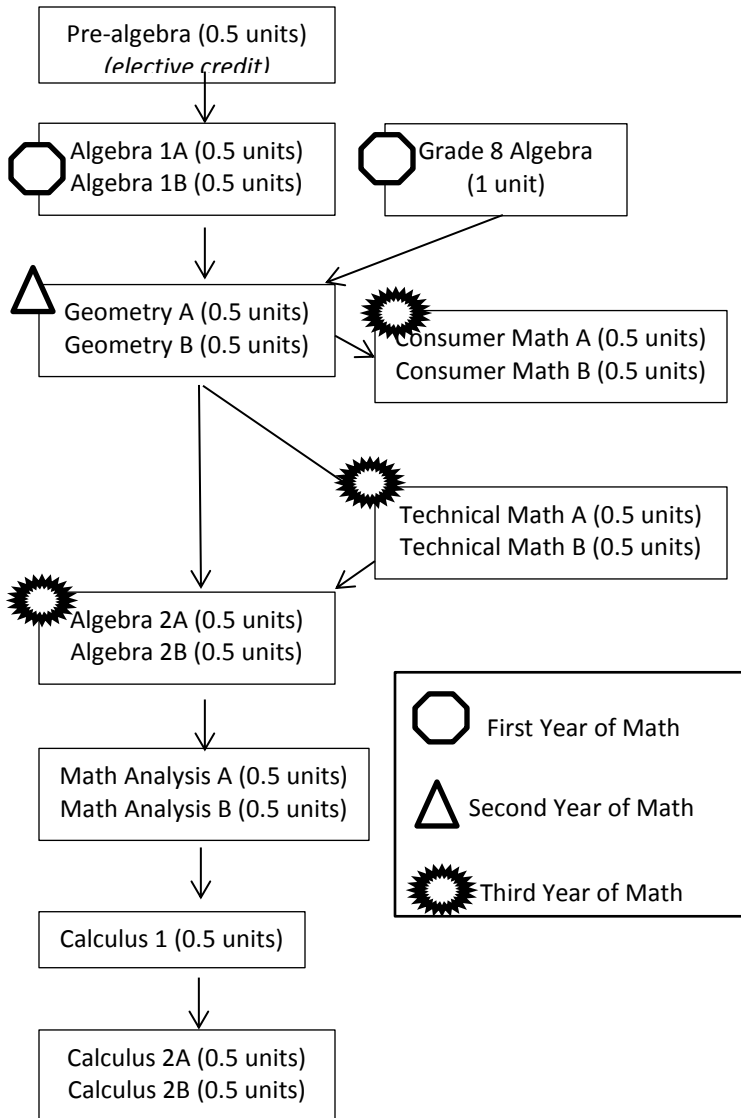 Pre-algebra (0.5 units)
(elective credit)
Algebra 1A (0.5 units)
Algebra 1B (0.5 units)
Grade 8 Algebra
(1 unit)
Geometry A (0.5 units)
Geometry B (0.5 units)
Consumer Math A (0.5 units)
Consumer Math B (0.5 units)
Technical Math A (0.5 units)
Technical Math B (0.5 units)
Algebra 2A (0.5 units)
Algebra 2B (0.5 units)
First Year of Math
Second Year of Math
Third Year of Math
Math Analysis A (0.5 units)
Math Analysis B (0.5 units)
Calculus 1 (0.5 units)
Calculus 2A (0.5 units)
Calculus 2B (0.5 units)